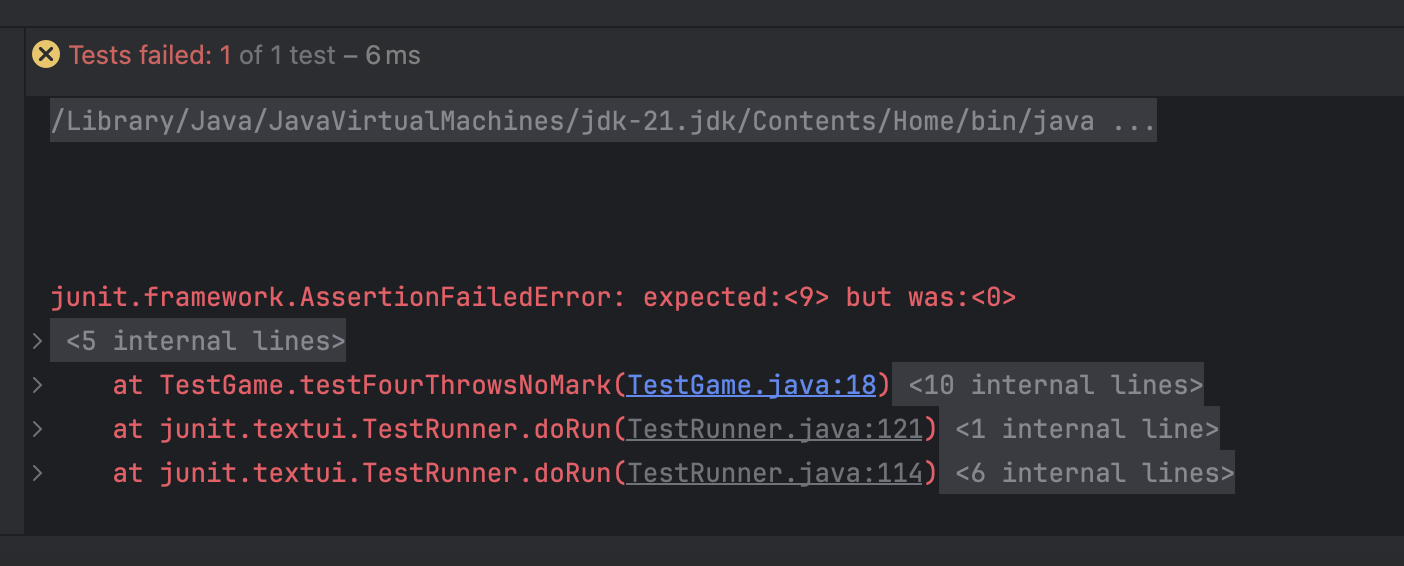 Tests failed: 1 of 1 test – 6 ms
/Library/Java/JavaVirtualMachines/jdk-21.jdk/Contents/Home/bin/java ...
junit.framework.AssertionFailedError: expected:<9> but was:<0>
<5 internal lines>
at TestGame.testFourThrowsNoMark(TestGame.java:18) <10 internal lines>
at junit.textui.TestRunner.doRun(TestRunner.java:121) <1 internal line>
at junit.textui.TestRunner.doRun(TestRunner.java:114) <6 internal lines>